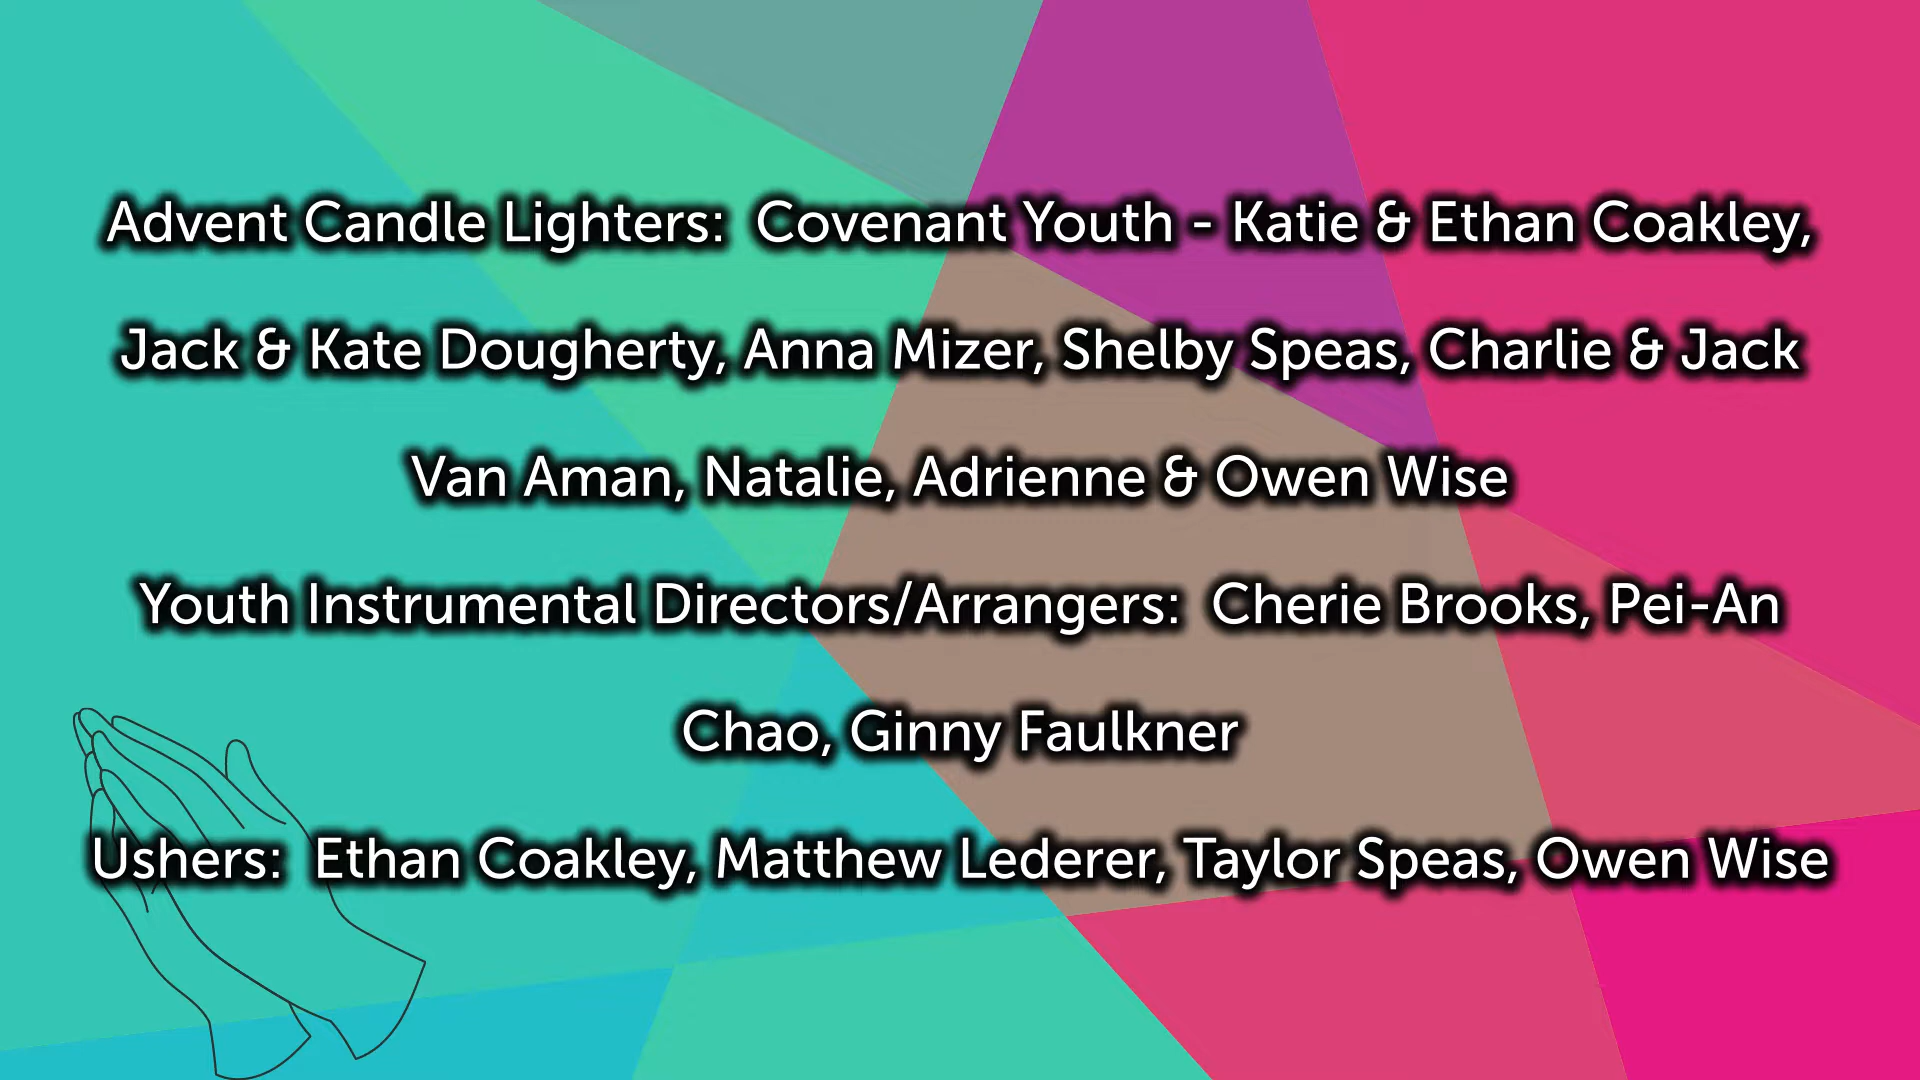 Advent Candle Lighters:  Covenant Youth - Katie & Ethan Coakley,
Jack & Kate Dougherty, Anna Mizer, Shelby Speas, Charlie & Jack
Van Aman, Natalie, Adrienne & Owen Wise
Youth Instrumental Directors/Arrangers:  Cherie Brooks, Pei-An
Chao, Ginny Faulkner
Ushers:  Ethan Coakley, Matthew Lederer, Taylor Speas, Owen Wise